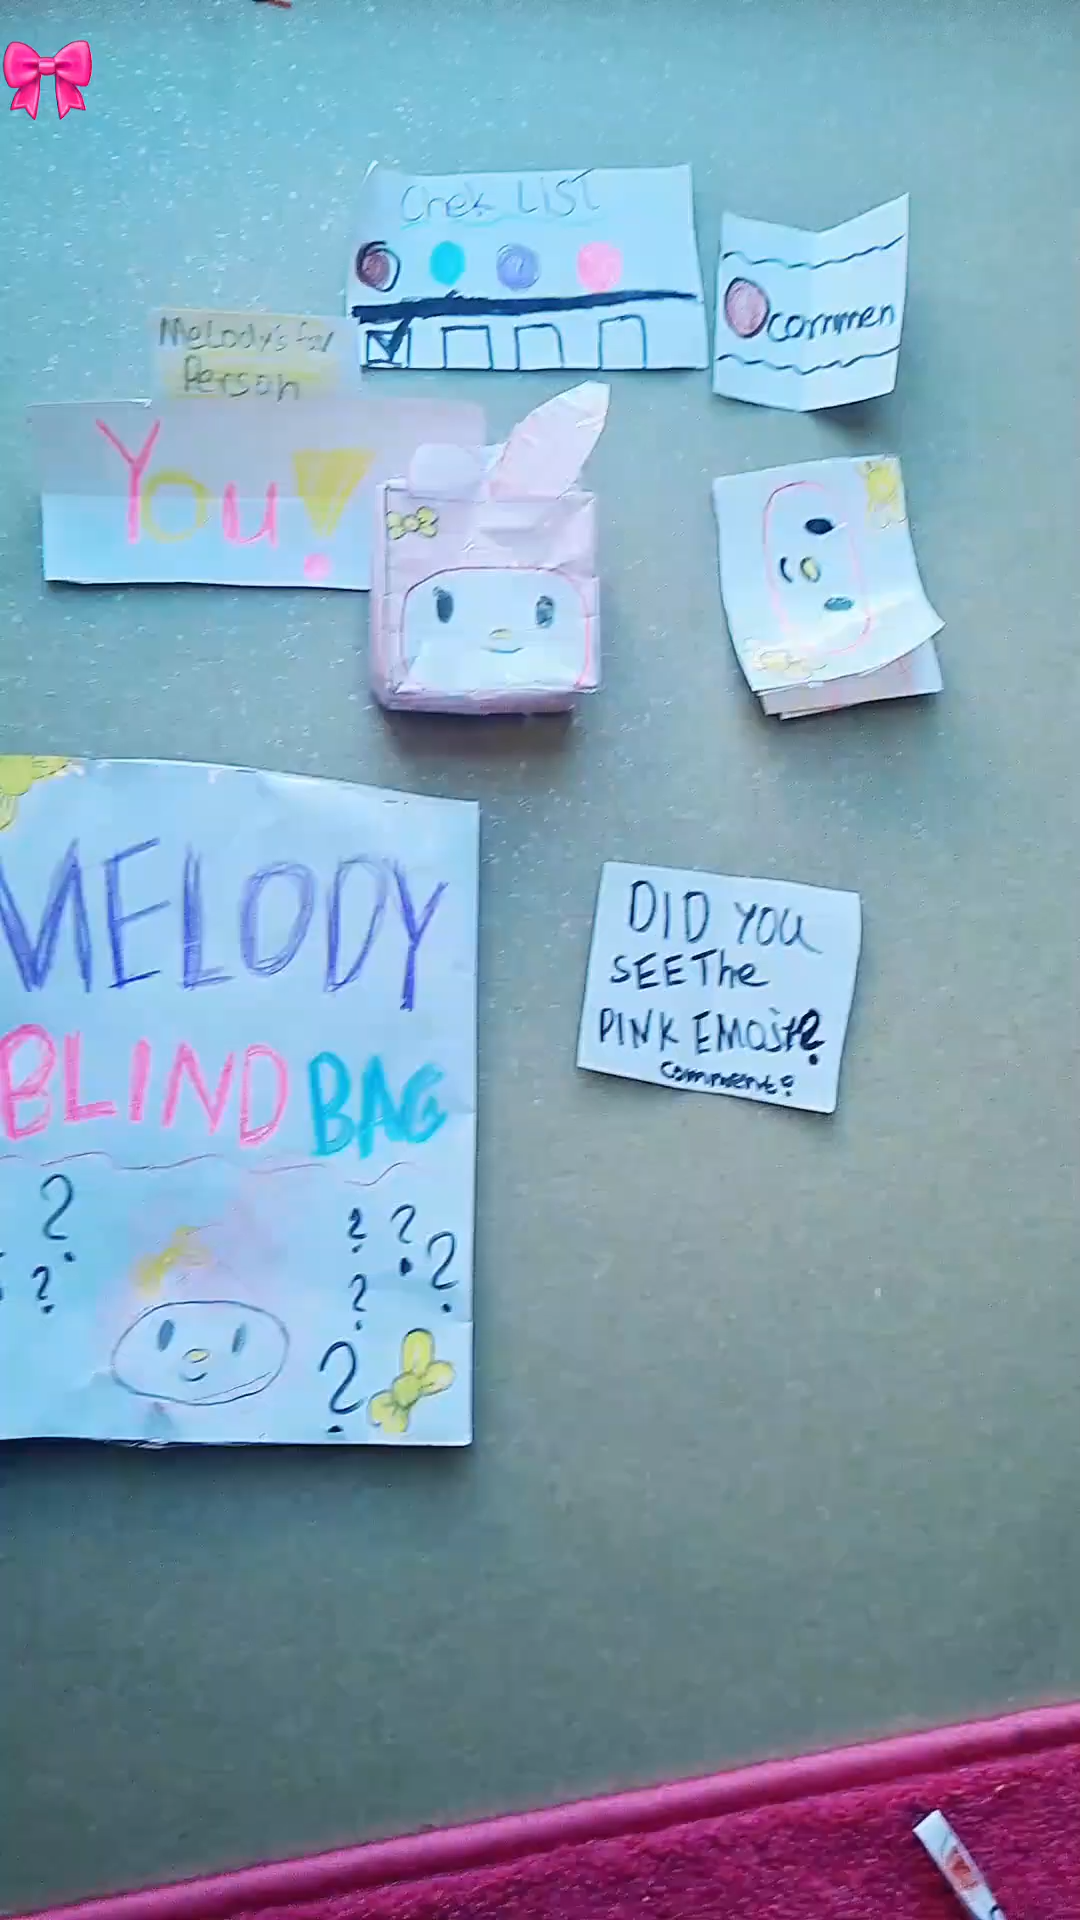 Chek LIST
commen
Melody's fav
Person
You!
MELODY
BLIND BAG
? ? ? ?
? ? ?
?
DID YOU
SEE The
PINK EMOJI?
comment: